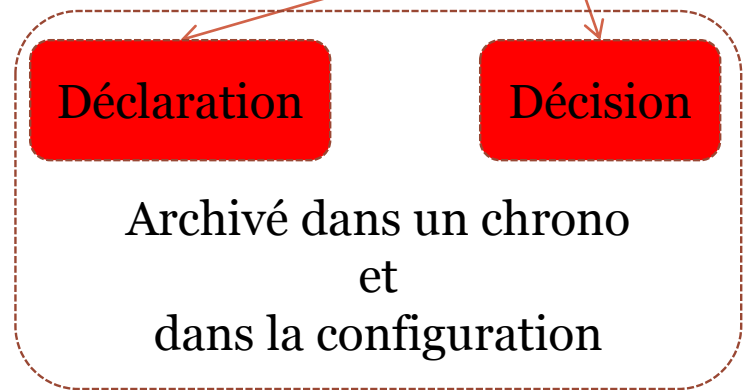 Déclaration
Décision
Archivé dans un chrono
et
dans la configuration